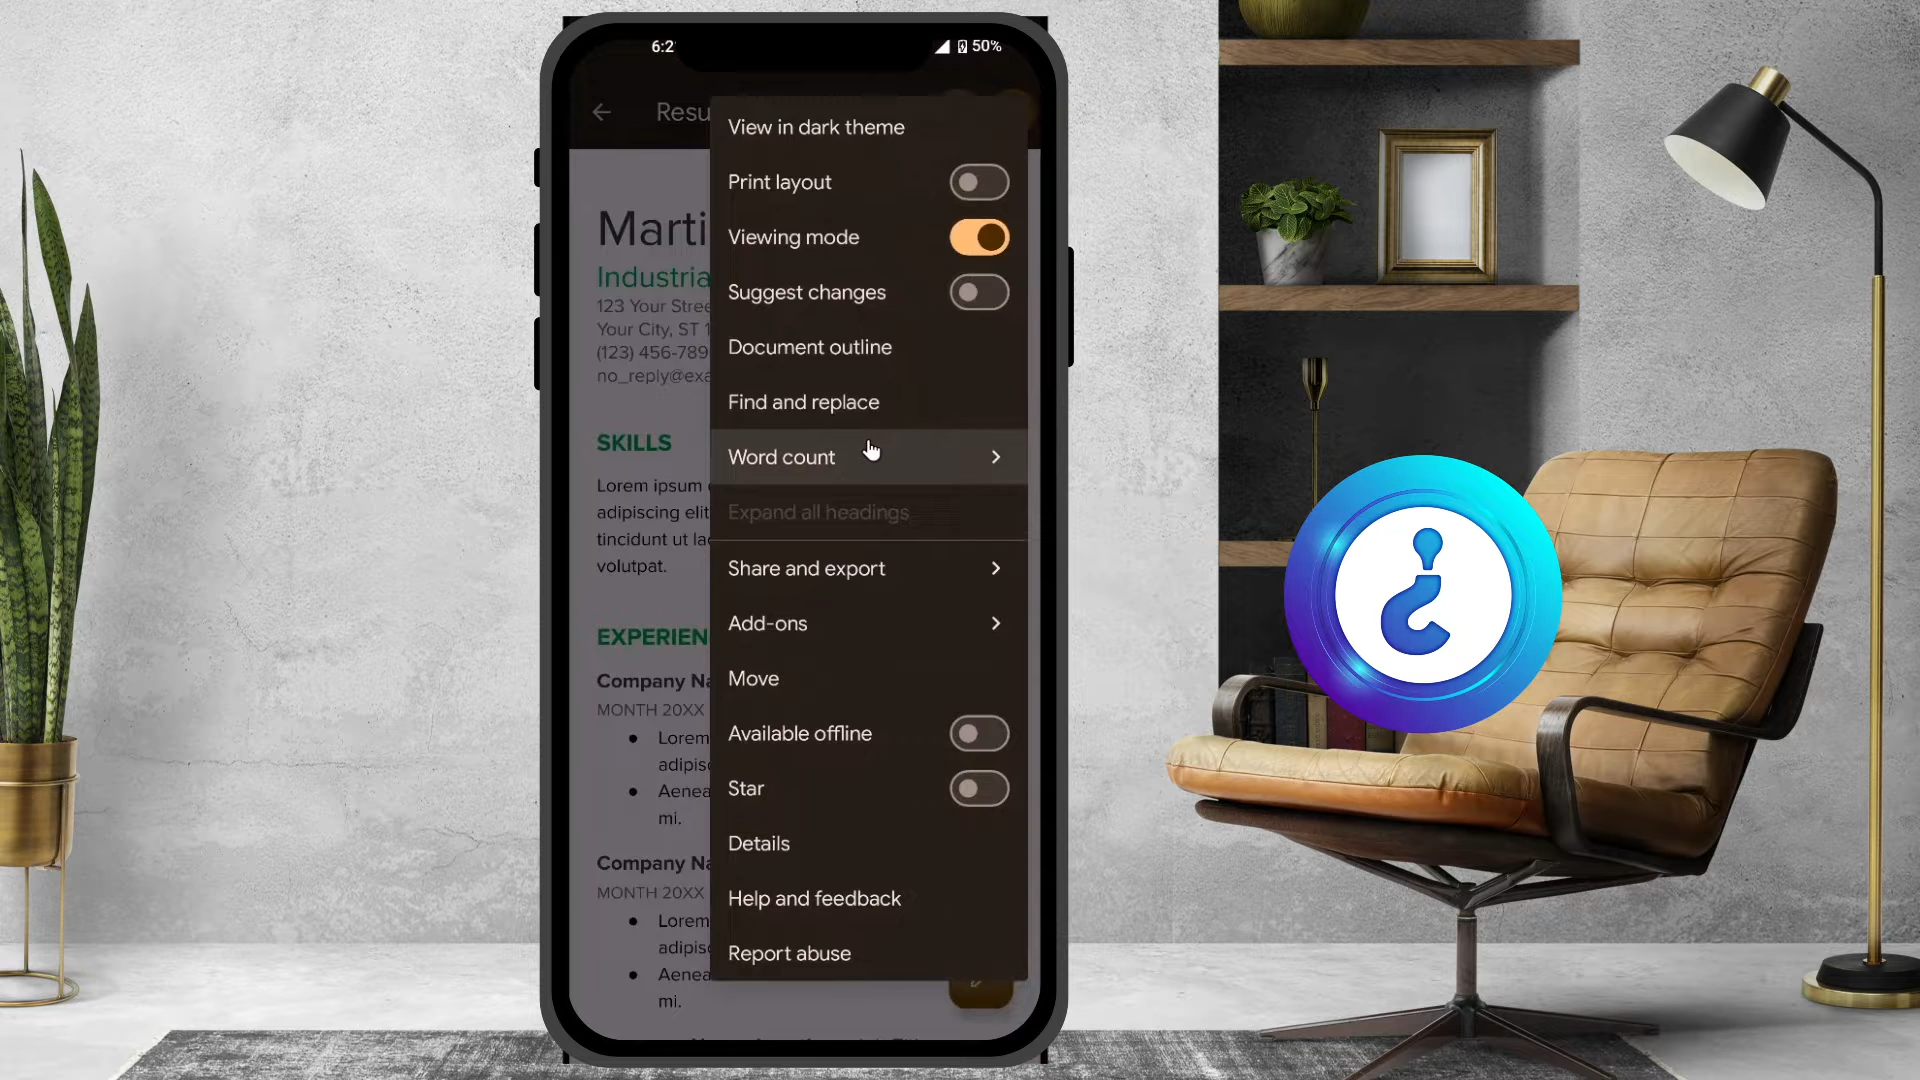 6:2
50%
Resu
View in dark theme
Print layout
Viewing mode
Suggest changes
Document outline
Find and replace
Word count
Expand all headings
Share and export
Add-ons
Move
Available offline
Star
Details
Help and feedback
Report abuse
Marti
Industria
123 Your Stree
Your City, ST 1
(123) 456-789
no_reply@exa
SKILLS
Lorem ipsum
adipiscing elit
tincidunt ut la
volutpat.
EXPERIEN
Company Na
MONTH 20XX
Lorem
adipisc
Aenea
mi.
Company Na
MONTH 20XX
Lorem
adipisc
Aenea
mi.